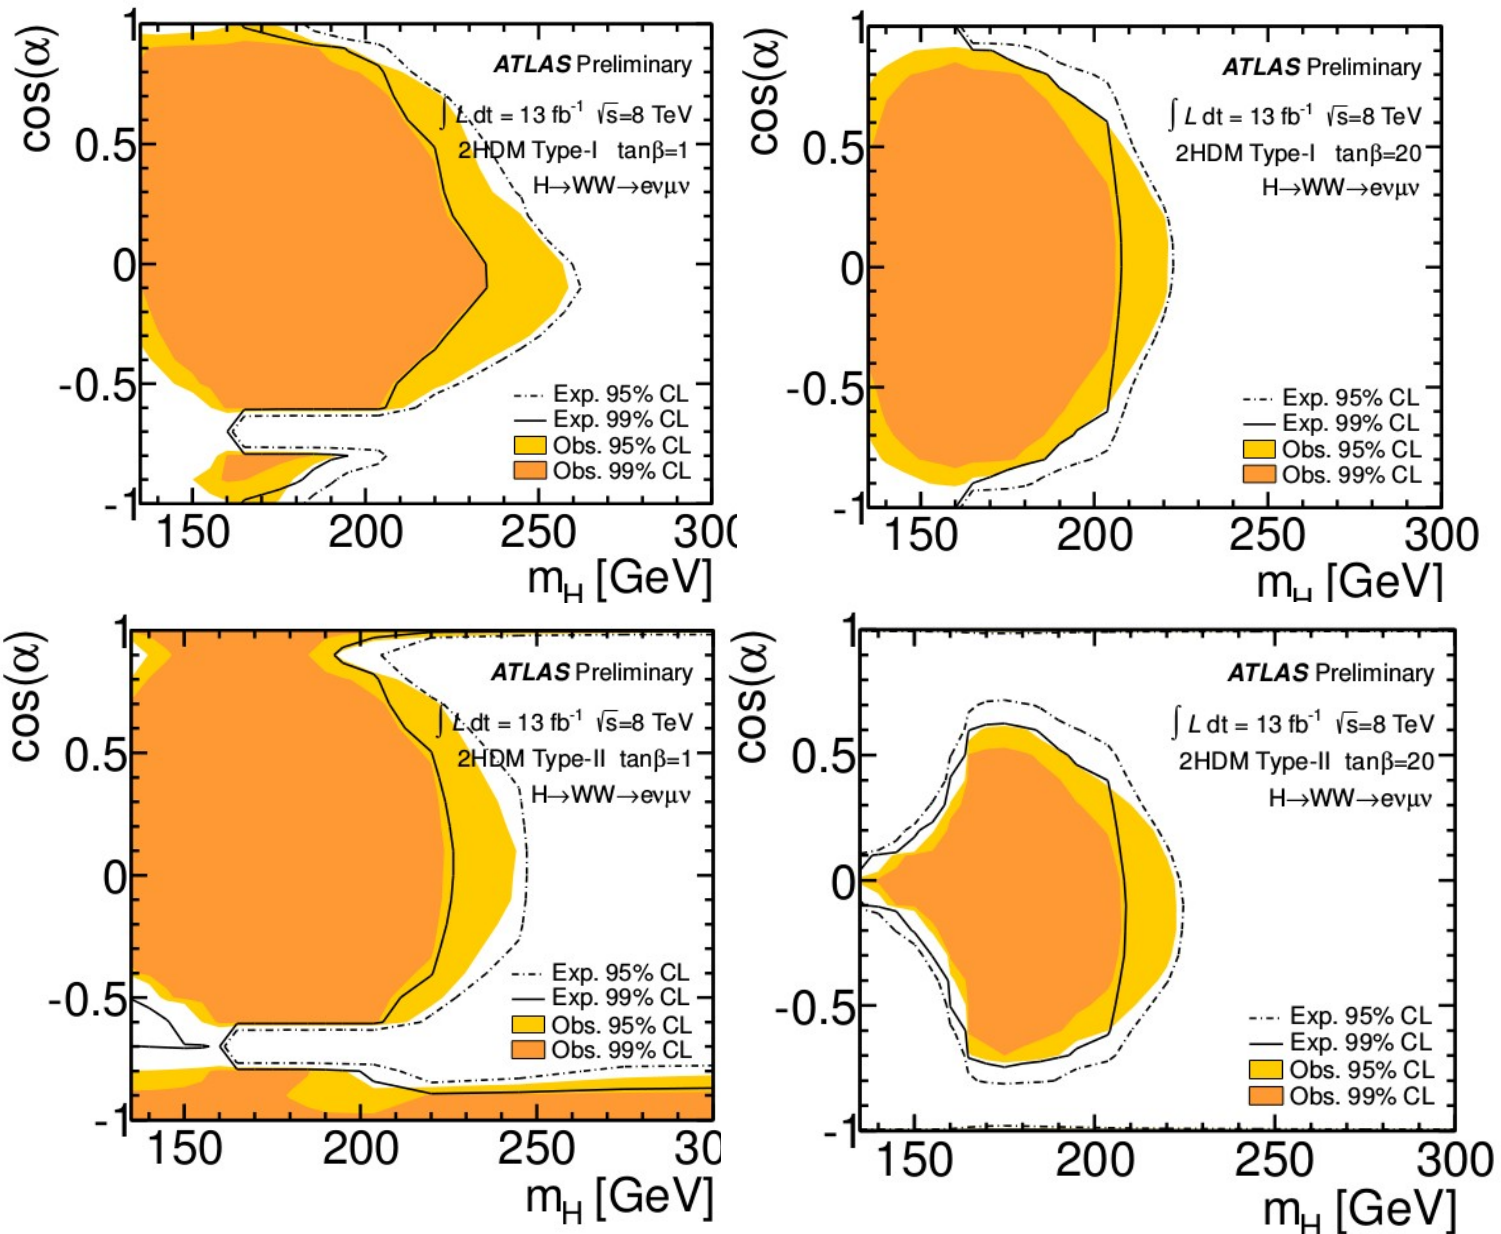 1
cos(α)
ATLAS Preliminary
∫ L dt = 13 fb⁻¹ √s=8 TeV
0.5
2HDM Type-I tanβ=1
H→WW→eνμν
0
-0.5
Exp. 95% CL
Exp. 99% CL
Obs. 95% CL
Obs. 99% CL
-1
150 200 250 300
m_H [GeV]
1
cos(α)
ATLAS Preliminary
∫ L dt = 13 fb⁻¹ √s=8 TeV
0.5
2HDM Type-I tanβ=20
H→WW→eνμν
0
-0.5
Exp. 95% CL
Exp. 99% CL
Obs. 95% CL
Obs. 99% CL
-1
150 200 250 300
m_H [GeV]
1
cos(α)
ATLAS Preliminary
∫ L dt = 13 fb⁻¹ √s=8 TeV
0.5
2HDM Type-II tanβ=1
H→WW→eνμν
0
-0.5
Exp. 95% CL
Exp. 99% CL
Obs. 95% CL
Obs. 99% CL
-1
150 200 250 30
m_H [GeV]
1
cos(α)
ATLAS Preliminary
∫ L dt = 13 fb⁻¹ √s=8 TeV
0.5
2HDM Type-II tanβ=20
H→WW→eνμν
0
-0.5
Exp. 95% CL
Exp. 99% CL
Obs. 95% CL
Obs. 99% CL
-1
150 200 250 300
m_H [GeV]